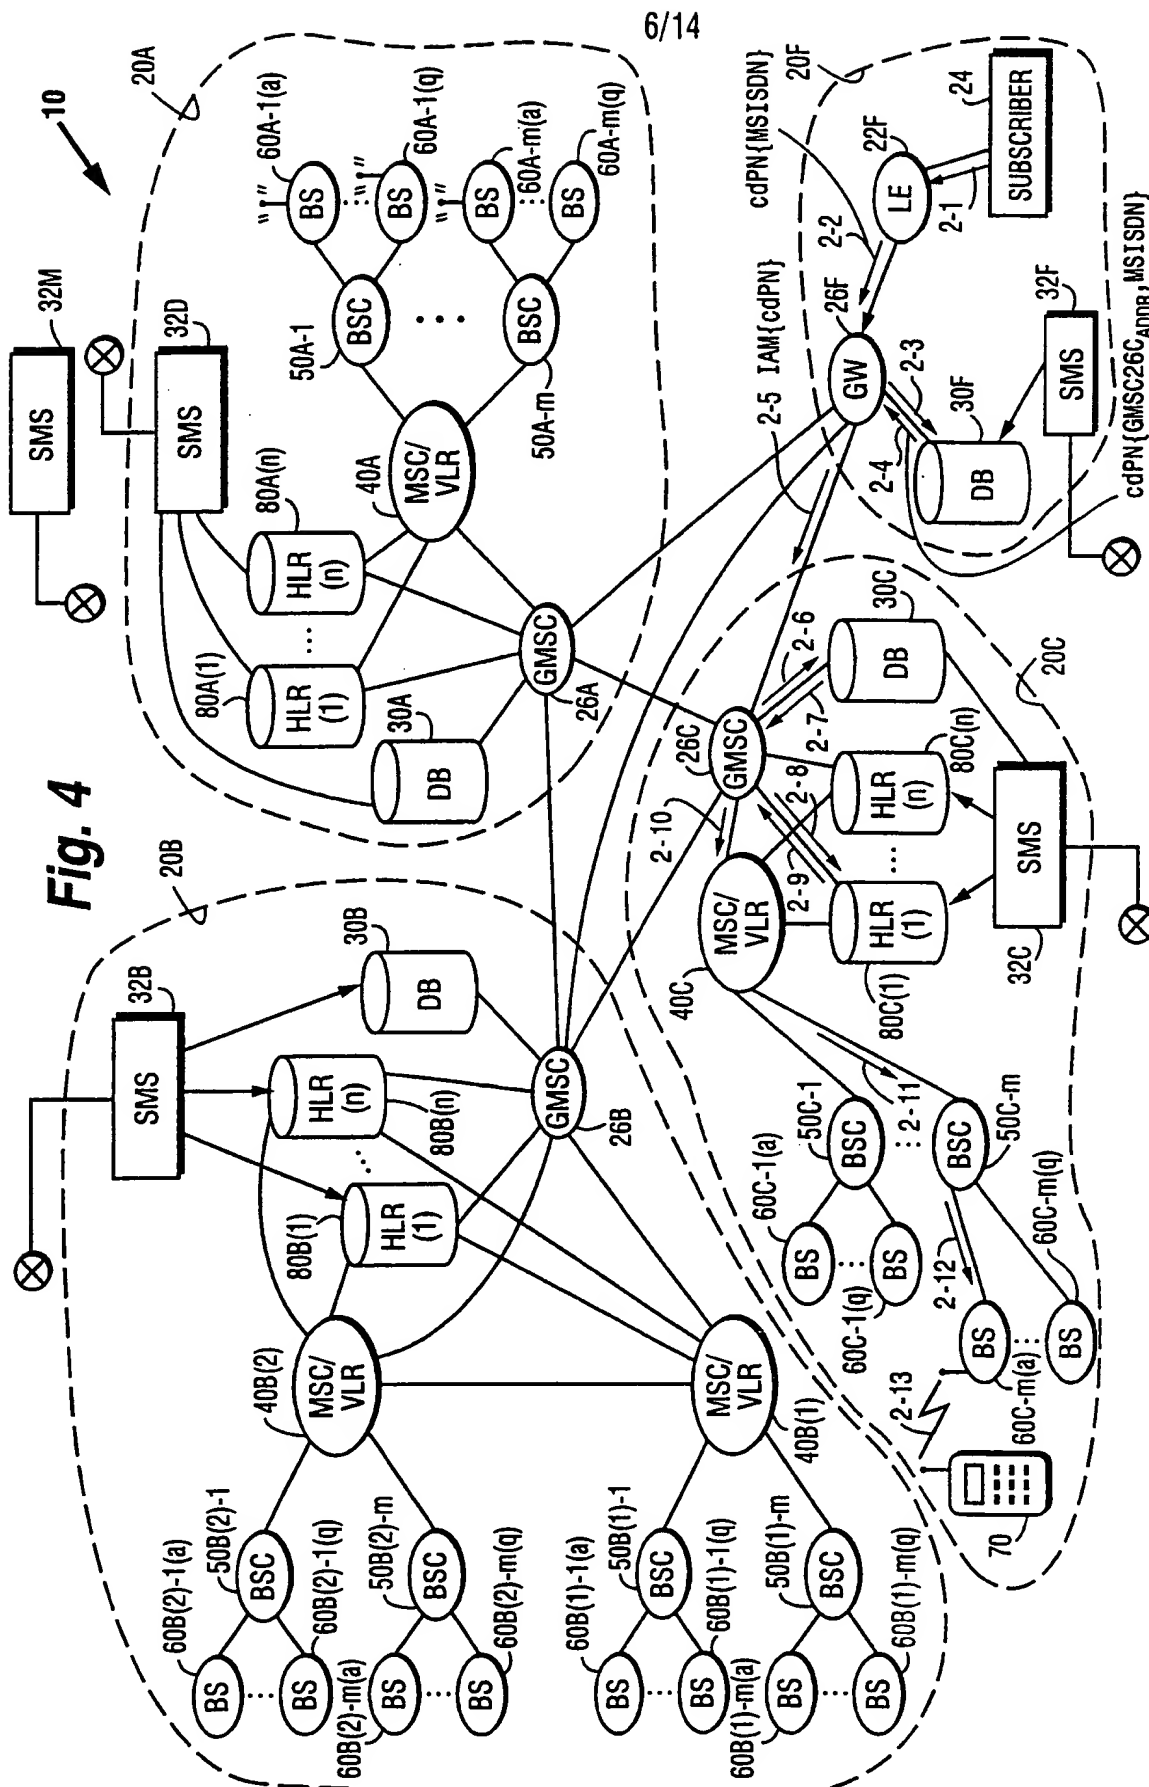 6/14
Fig. 4
10
32M
SMS
20A
32D
SMS
80A(n)
HLR
(n)
...
80A(1)
HLR
(1)
30A
DB
GMSC
26A
MSC/
VLR
40A
50A-1
BSC
...
BSC
50A-m
60A-1(a)
BS
...
BS
60A-1(q)
BS
60A-m(a)
...
BS
60A-m(q)
20B
32B
SMS
30B
DB
HLR
(n)
80B(n)
...
80B(1)
HLR
(1)
GMSC
26B
40B(2)
MSC/
VLR
MSC/
VLR
40B(1)
50B(2)-1
BSC
50B(2)-m
BSC
60B(2)-1(a)
BS
...
BS
60B(2)-1(q)
60B(2)-m(a)
BS
...
BS
60B(2)-m(q)
50B(1)-1
BSC
50B(1)-m
BSC
60B(1)-1(a)
BS
...
BS
60B(1)-1(q)
60B(1)-m(a)
BS
...
BS
60B(1)-m(q)
20F
24
SUBSCRIBER
2-1
22F
LE
2-2
cdPN{MSISDN}
26F
GW
2-3
2-4
30F
DB
32F
SMS
cdPN{GMSC26C_ADDR,MSISDN}
2-5 IAM{cdPN}
20C
26C
GMSC
2-6
2-7
30C
DB
2-8
2-9
80C(n)
HLR
(n)
...
HLR
(1)
80C(1)
SMS
32C
2-10
MSC/
VLR
40C
2-11
50C-1
BSC
...
BSC
50C-m
60C-1(a)
BS
...
BS
60C-1(q)
2-12
BS
60C-m(a)
...
BS
60C-m(q)
2-13
70